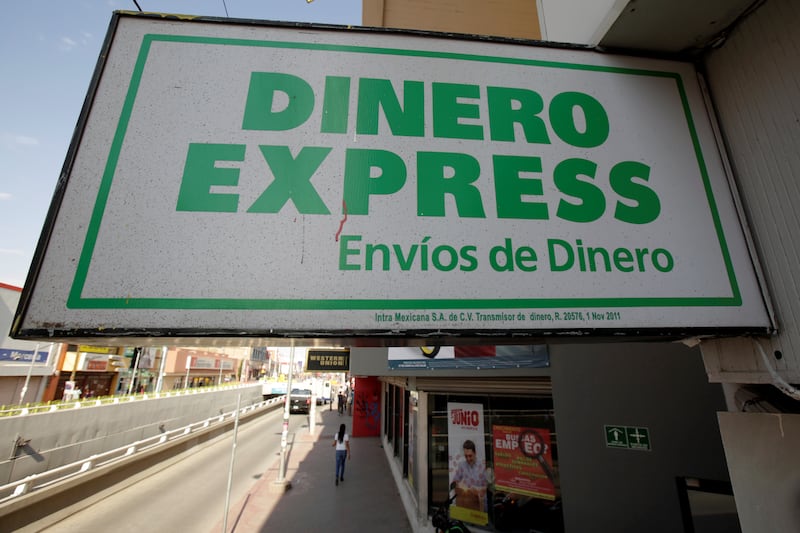 DINERO
EXPRESS
Envíos de Dinero
Intra Mexicana S.A. de C.V. Transmisor de dinero, R. 20576, 1 Nov 2011
WESTERN
UNION
JUNIO
BUSCAS
EMPLEO?